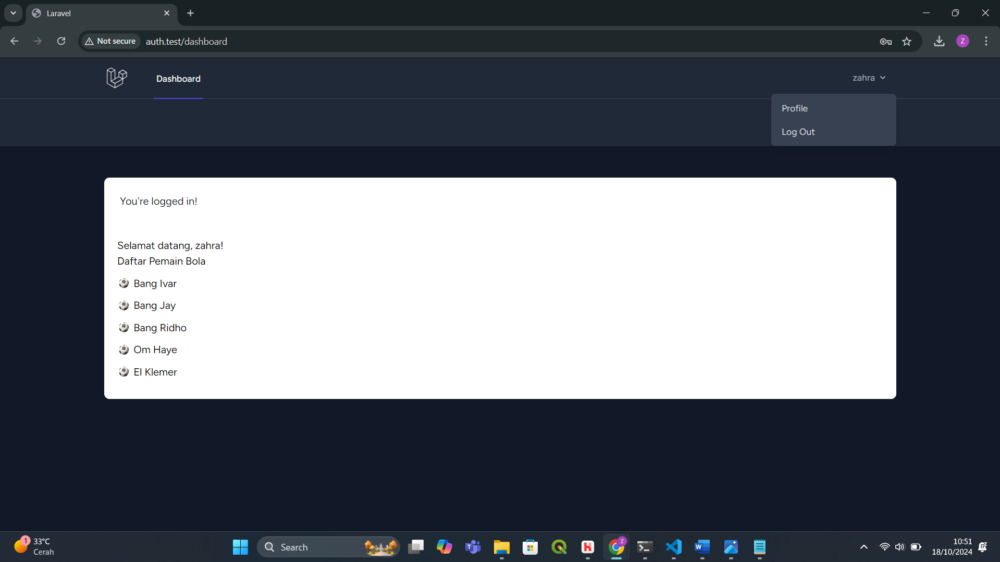 Laravel
Not secure
auth.test/dashboard
Z
Dashboard
zahra
Profile
Log Out
You're logged in!
Selamat datang, zahra!
Daftar Pemain Bola
Bang Ivar
Bang Jay
Bang Ridho
Om Haye
El Klemer
1
33°C
Cerah
Search
T
H
Z
W
10:51
18/10/2024